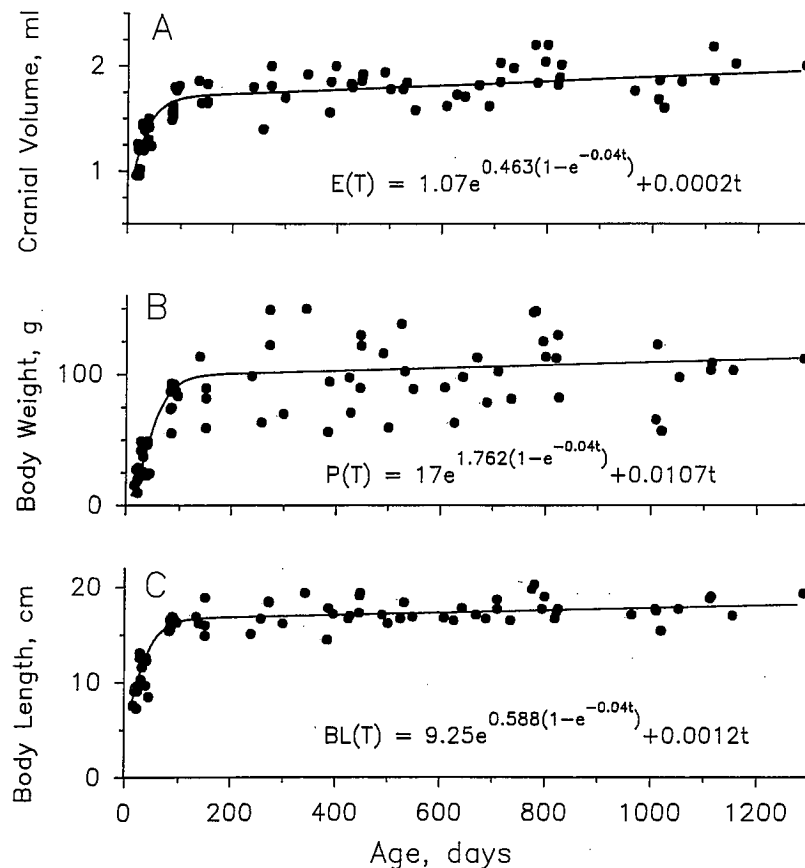 A
Cranial Volume, ml
2
1
E(T) = 1.07e^0.463(1−e^−0.04t)+0.0002t
B
Body Weight, g
100
0
P(T) = 17e^1.762(1−e^−0.04t)+0.0107t
C
Body Length, cm
20
10
0
BL(T) = 9.25e^0.588(1−e^−0.04t)+0.0012t
0 200 400 600 800 1000 1200
Age, days